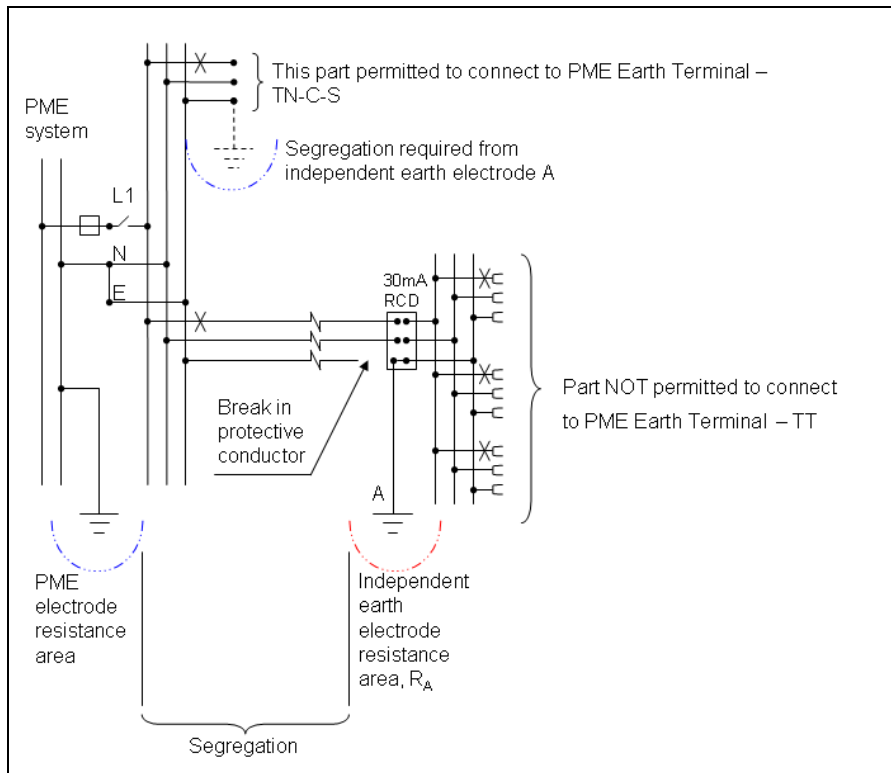 This part permitted to connect to PME Earth Terminal –
TN-C-S
PME
system
Segregation required from
independent earth electrode A
L1
N
E
30mA
RCD
Part NOT permitted to connect
to PME Earth Terminal – TT
Break in
protective
conductor
A
PME
electrode
resistance
area
Independent
earth
electrode
resistance
area, RA
Segregation